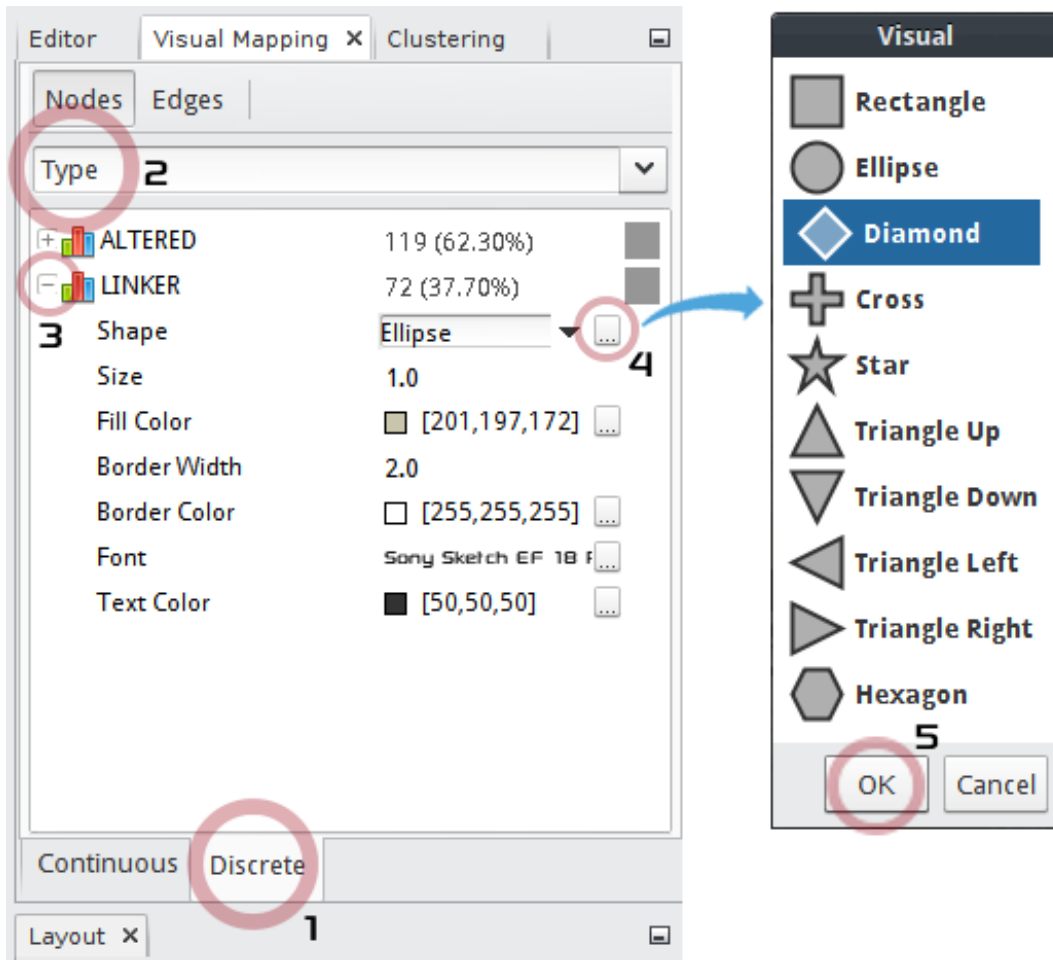 Editor Visual Mapping × Clustering
Nodes Edges
Type 2
ALTERED 119 (62.30%)
LINKER 72 (37.70%)
3 Shape Ellipse ... 4
Size 1.0
Fill Color [201,197,172] ...
Border Width 2.0
Border Color [255,255,255] ...
Font Sony Sketch EF 18 ...
Text Color [50,50,50] ...
Continuous Discrete
1
Layout ×
Visual
Rectangle
Ellipse
Diamond
Cross
Star
Triangle Up
Triangle Down
Triangle Left
Triangle Right
Hexagon
5
OK Cancel